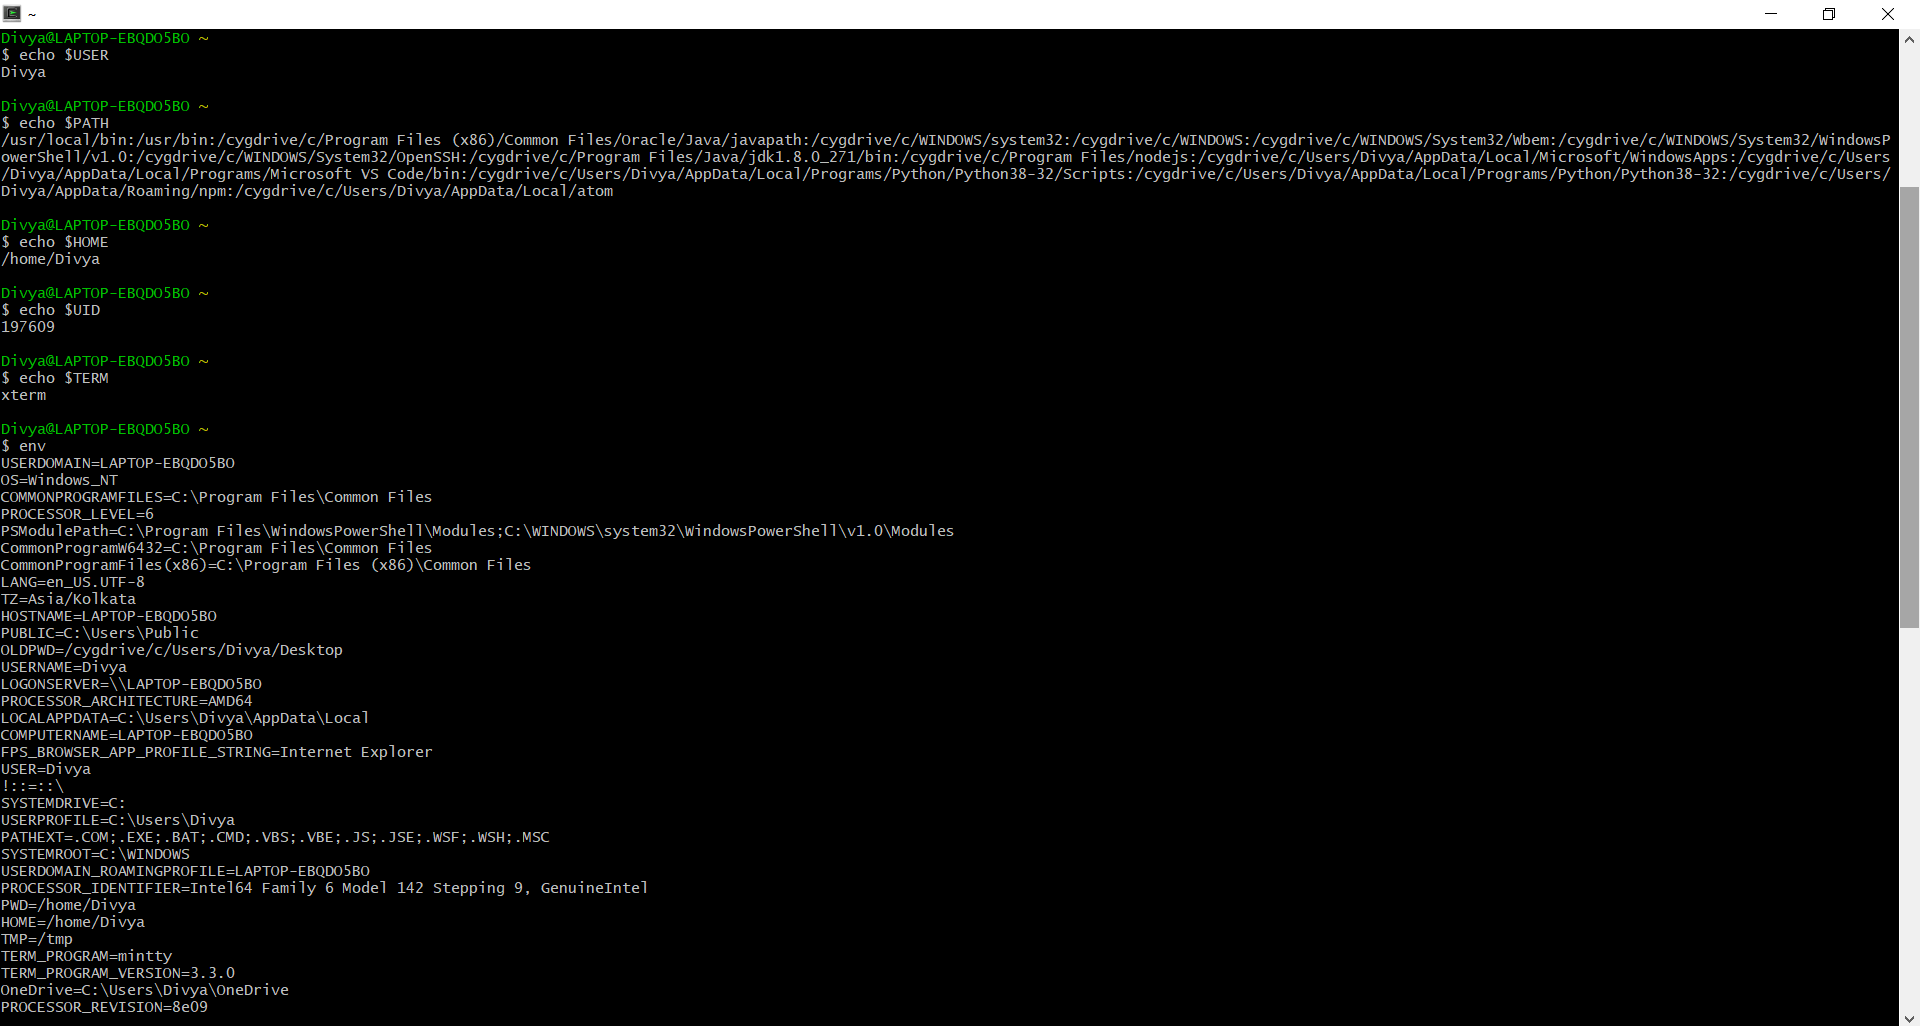 ~
Divya@LAPTOP-EBQDO5BO ~
$ echo $USER
Divya
Divya@LAPTOP-EBQDO5BO ~
$ echo $PATH
/usr/local/bin:/usr/bin:/cygdrive/c/Program Files (x86)/Common Files/Oracle/Java/javapath:/cygdrive/c/WINDOWS/system32:/cygdrive/c/WINDOWS:/cygdrive/c/WINDOWS/System32/Wbem:/cygdrive/c/WINDOWS/System32/WindowsP
owerShell/v1.0:/cygdrive/c/WINDOWS/System32/OpenSSH:/cygdrive/c/Program Files/Java/jdk1.8.0_271/bin:/cygdrive/c/Program Files/nodejs:/cygdrive/c/Users/Divya/AppData/Local/Microsoft/WindowsApps:/cygdrive/c/Users
/Divya/AppData/Local/Programs/Microsoft VS Code/bin:/cygdrive/c/Users/Divya/AppData/Local/Programs/Python/Python38-32/Scripts:/cygdrive/c/Users/Divya/AppData/Local/Programs/Python/Python38-32:/cygdrive/c/Users/
Divya/AppData/Roaming/npm:/cygdrive/c/Users/Divya/AppData/Local/atom
Divya@LAPTOP-EBQDO5BO ~
$ echo $HOME
/home/Divya
Divya@LAPTOP-EBQDO5BO ~
$ echo $UID
197609
Divya@LAPTOP-EBQDO5BO ~
$ echo $TERM
xterm
Divya@LAPTOP-EBQDO5BO ~
$ env
USERDOMAIN=LAPTOP-EBQDO5BO
OS=Windows_NT
COMMONPROGRAMFILES=C:\Program Files\Common Files
PROCESSOR_LEVEL=6
PSModulePath=C:\Program Files\WindowsPowerShell\Modules;C:\WINDOWS\system32\WindowsPowerShell\v1.0\Modules
CommonProgramW6432=C:\Program Files\Common Files
CommonProgramFiles(x86)=C:\Program Files (x86)\Common Files
LANG=en_US.UTF-8
TZ=Asia/Kolkata
HOSTNAME=LAPTOP-EBQDO5BO
PUBLIC=C:\Users\Public
OLDPWD=/cygdrive/c/Users/Divya/Desktop
USERNAME=Divya
LOGONSERVER=\\LAPTOP-EBQDO5BO
PROCESSOR_ARCHITECTURE=AMD64
LOCALAPPDATA=C:\Users\Divya\AppData\Local
COMPUTERNAME=LAPTOP-EBQDO5BO
FPS_BROWSER_APP_PROFILE_STRING=Internet Explorer
USER=Divya
!::=::\
SYSTEMDRIVE=C:
USERPROFILE=C:\Users\Divya
PATHEXT=.COM;.EXE;.BAT;.CMD;.VBS;.VBE;.JS;.JSE;.WSF;.WSH;.MSC
SYSTEMROOT=C:\WINDOWS
USERDOMAIN_ROAMINGPROFILE=LAPTOP-EBQDO5BO
PROCESSOR_IDENTIFIER=Intel64 Family 6 Model 142 Stepping 9, GenuineIntel
PWD=/home/Divya
HOME=/home/Divya
TMP=/tmp
TERM_PROGRAM=mintty
TERM_PROGRAM_VERSION=3.3.0
OneDrive=C:\Users\Divya\OneDrive
PROCESSOR_REVISION=8e09